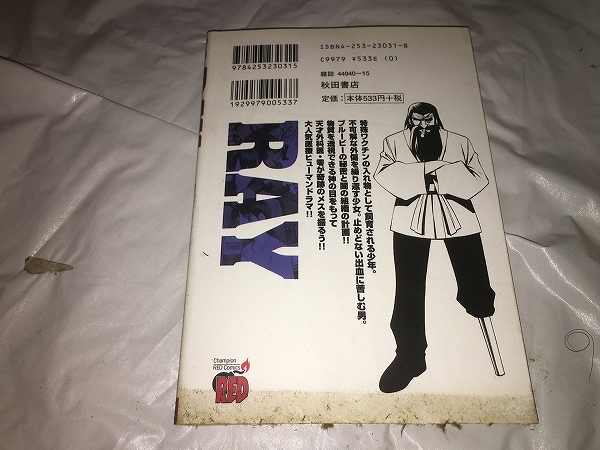 ISBN4-253-23031-8
C9979 ¥533E (0)
雑誌 44940-15
秋田書店
定価：本体533円＋税
9784253230315
1929979005337
特殊ワクチンの入れ物として飼育される少年。
不可解な外傷を繰り返す少女。止めどない出血に苦しむ男。
ブルーピーの秘密と闇の組織の計画!!
物質を透視できる神の目をもつ
天才外科医・零が奇跡のメスを揮るう!!
大人気医療ヒューマンドラマ!!
RAY
Champion
RED Comics
RED